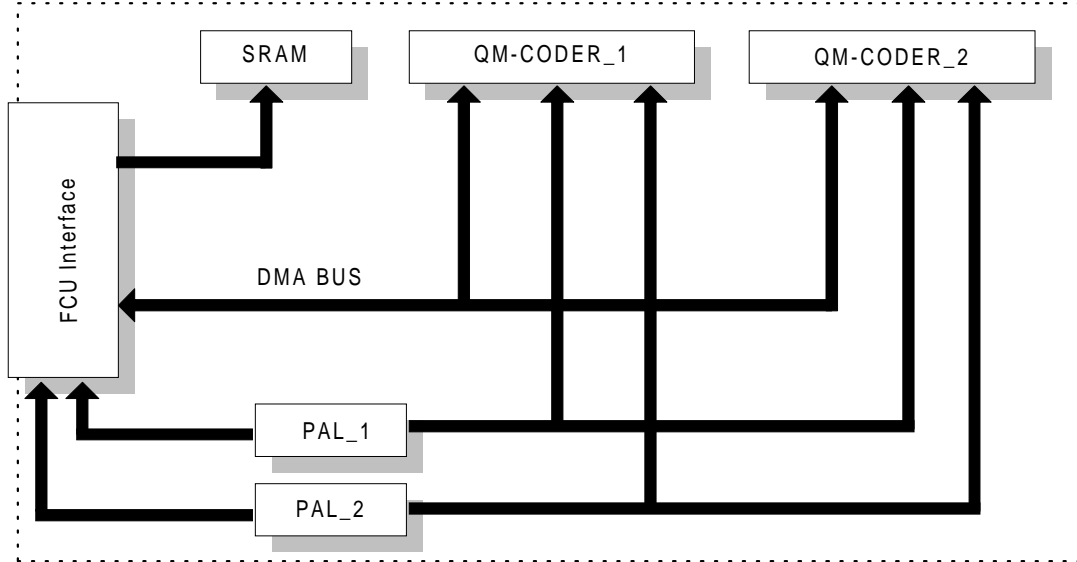 SRAM
QM-CODER_1
QM-CODER_2
FCU Interface
DMA BUS
PAL_1
PAL_2